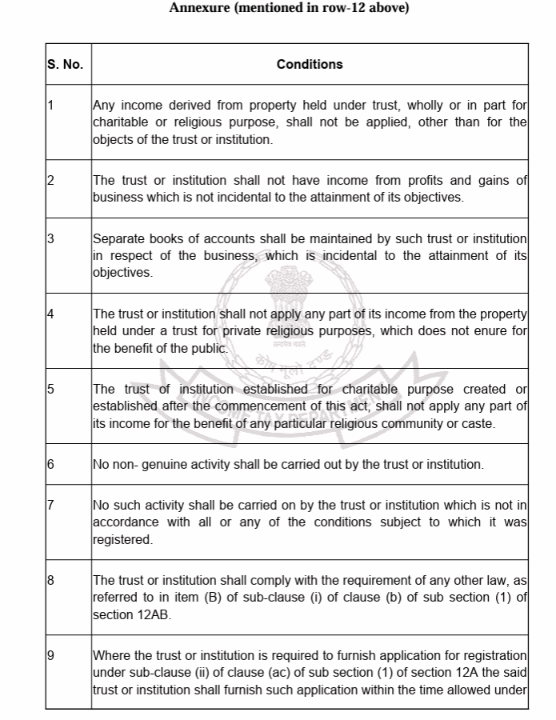 Annexure (mentioned in row-12 above)
S. No.
Conditions
1
Any income derived from property held under trust, wholly or in part for
charitable or religious purpose, shall not be applied, other than for the
objects of the trust or institution.
2
The trust or institution shall not have income from profits and gains of
business which is not incidental to the attainment of its objectives.
3
Separate books of accounts shall be maintained by such trust or institution
in respect of the business, which is incidental to the attainment of its
objectives.
4
The trust or institution shall not apply any part of its income from the property
held under a trust for private religious purposes, which does not enure for
the benefit of the public.
5
The trust of institution established for charitable purpose created or
established after the commencement of this act, shall not apply any part of
its income for the benefit of any particular religious community or caste.
6
No non- genuine activity shall be carried out by the trust or institution.
7
No such activity shall be carried on by the trust or institution which is not in
accordance with all or any of the conditions subject to which it was
registered.
8
The trust or institution shall comply with the requirement of any other law, as
referred to in item (B) of sub-clause (i) of clause (b) of sub section (1) of
section 12AB.
9
Where the trust or institution is required to furnish application for registration
under sub-clause (ii) of clause (ac) of sub section (1) of section 12A the said
trust or institution shall furnish such application within the time allowed under
सत्यमेव जयते
कोष मूलो दण्डः
INCOME TAX DEPARTMENT